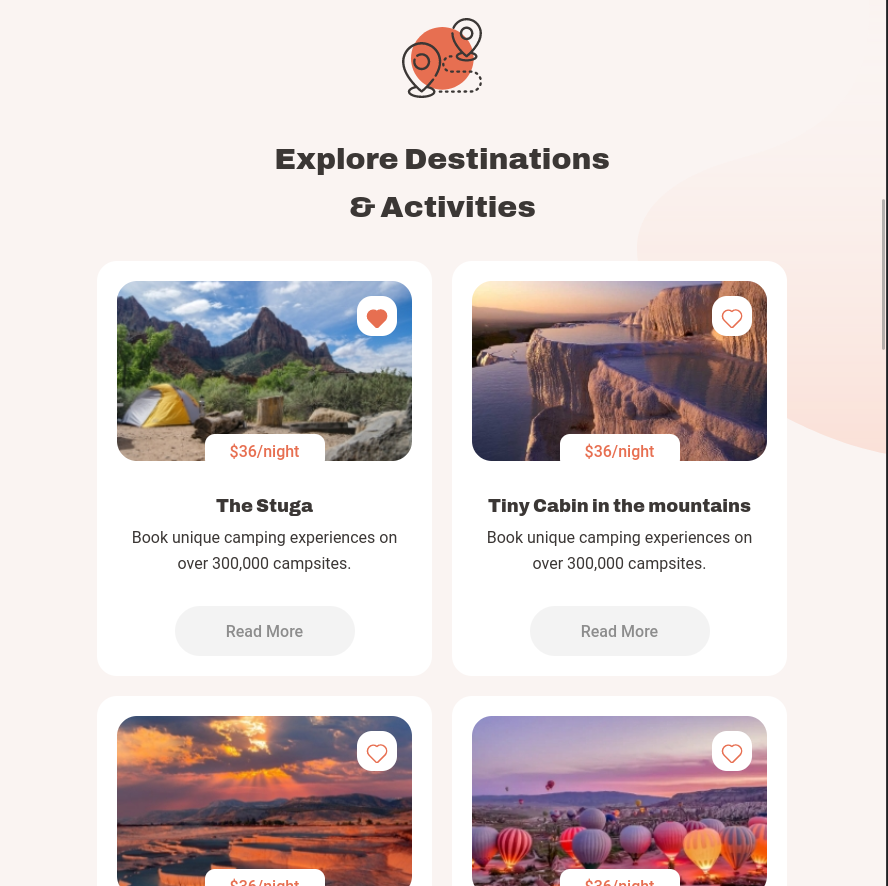 Explore Destinations
& Activities
$36/night
$36/night
The Stuga
Tiny Cabin in the mountains
Book unique camping experiences on
over 300,000 campsites.
Book unique camping experiences on
over 300,000 campsites.
Read More
Read More
$36/night
$36/night